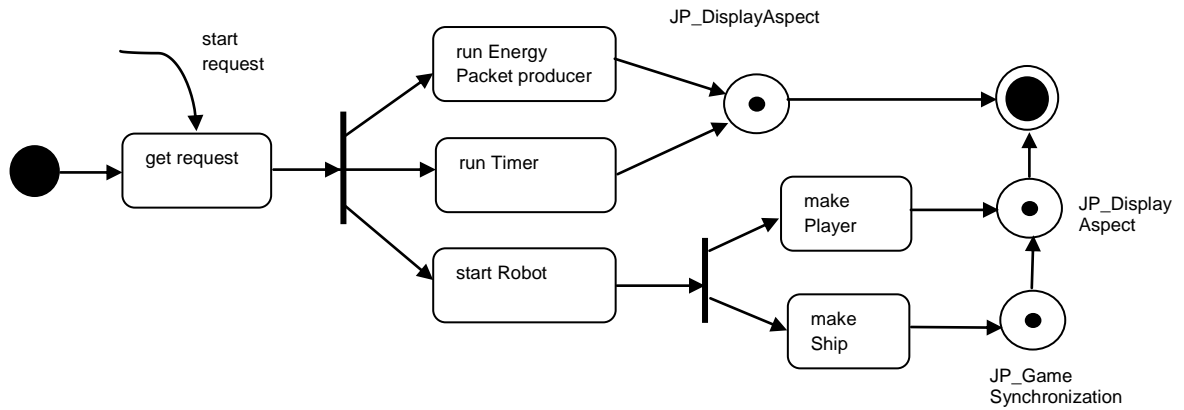 JP_DisplayAspect
start
request
run Energy
Packet producer
get request
run Timer
make
Player
JP_Display
Aspect
start Robot
make
Ship
JP_Game
Synchronization